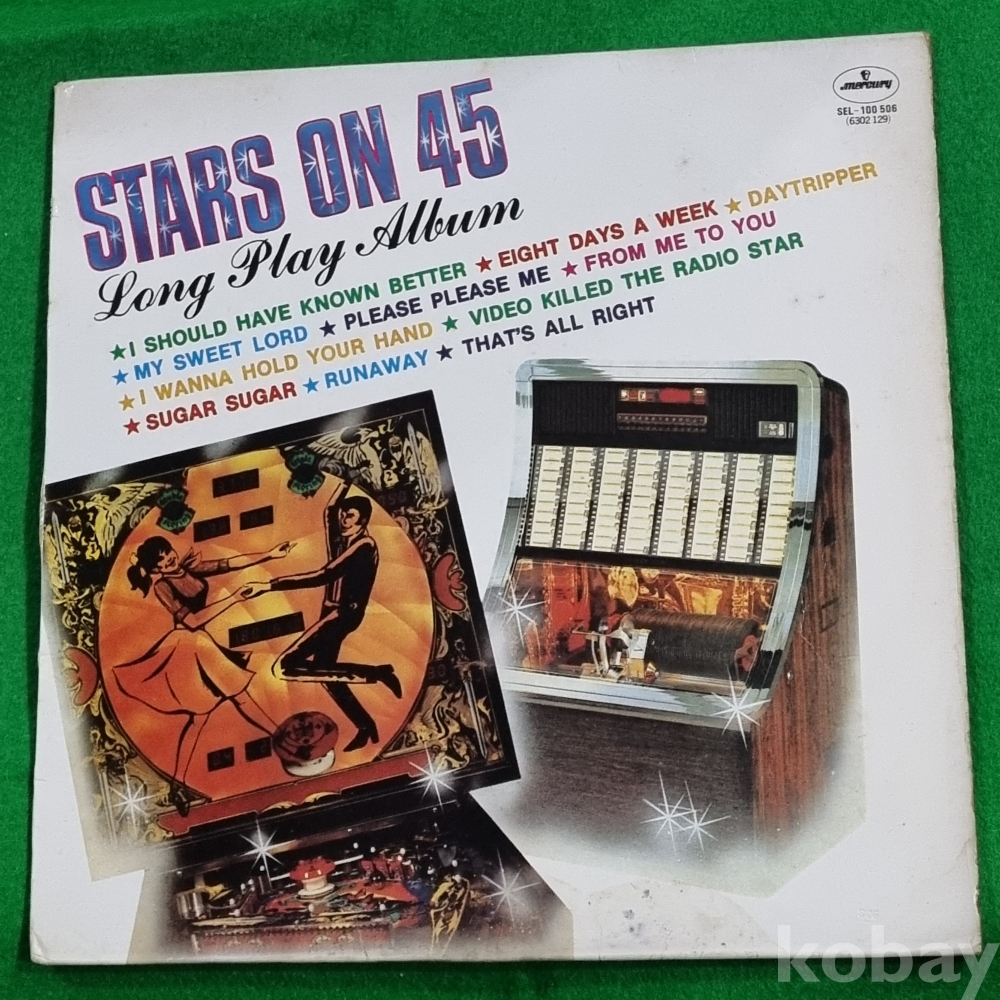 mercury
SEL-100 506
(6302 129)
STARS ON 45
Long Play Album
★I SHOULD HAVE KNOWN BETTER ★EIGHT DAYS A WEEK ★DAYTRIPPER
★MY SWEET LORD ★PLEASE PLEASE ME ★FROM ME TO YOU
★I WANNA HOLD YOUR HAND ★VIDEO KILLED THE RADIO STAR
★SUGAR SUGAR ★RUNAWAY ★THAT'S ALL RIGHT
kobay